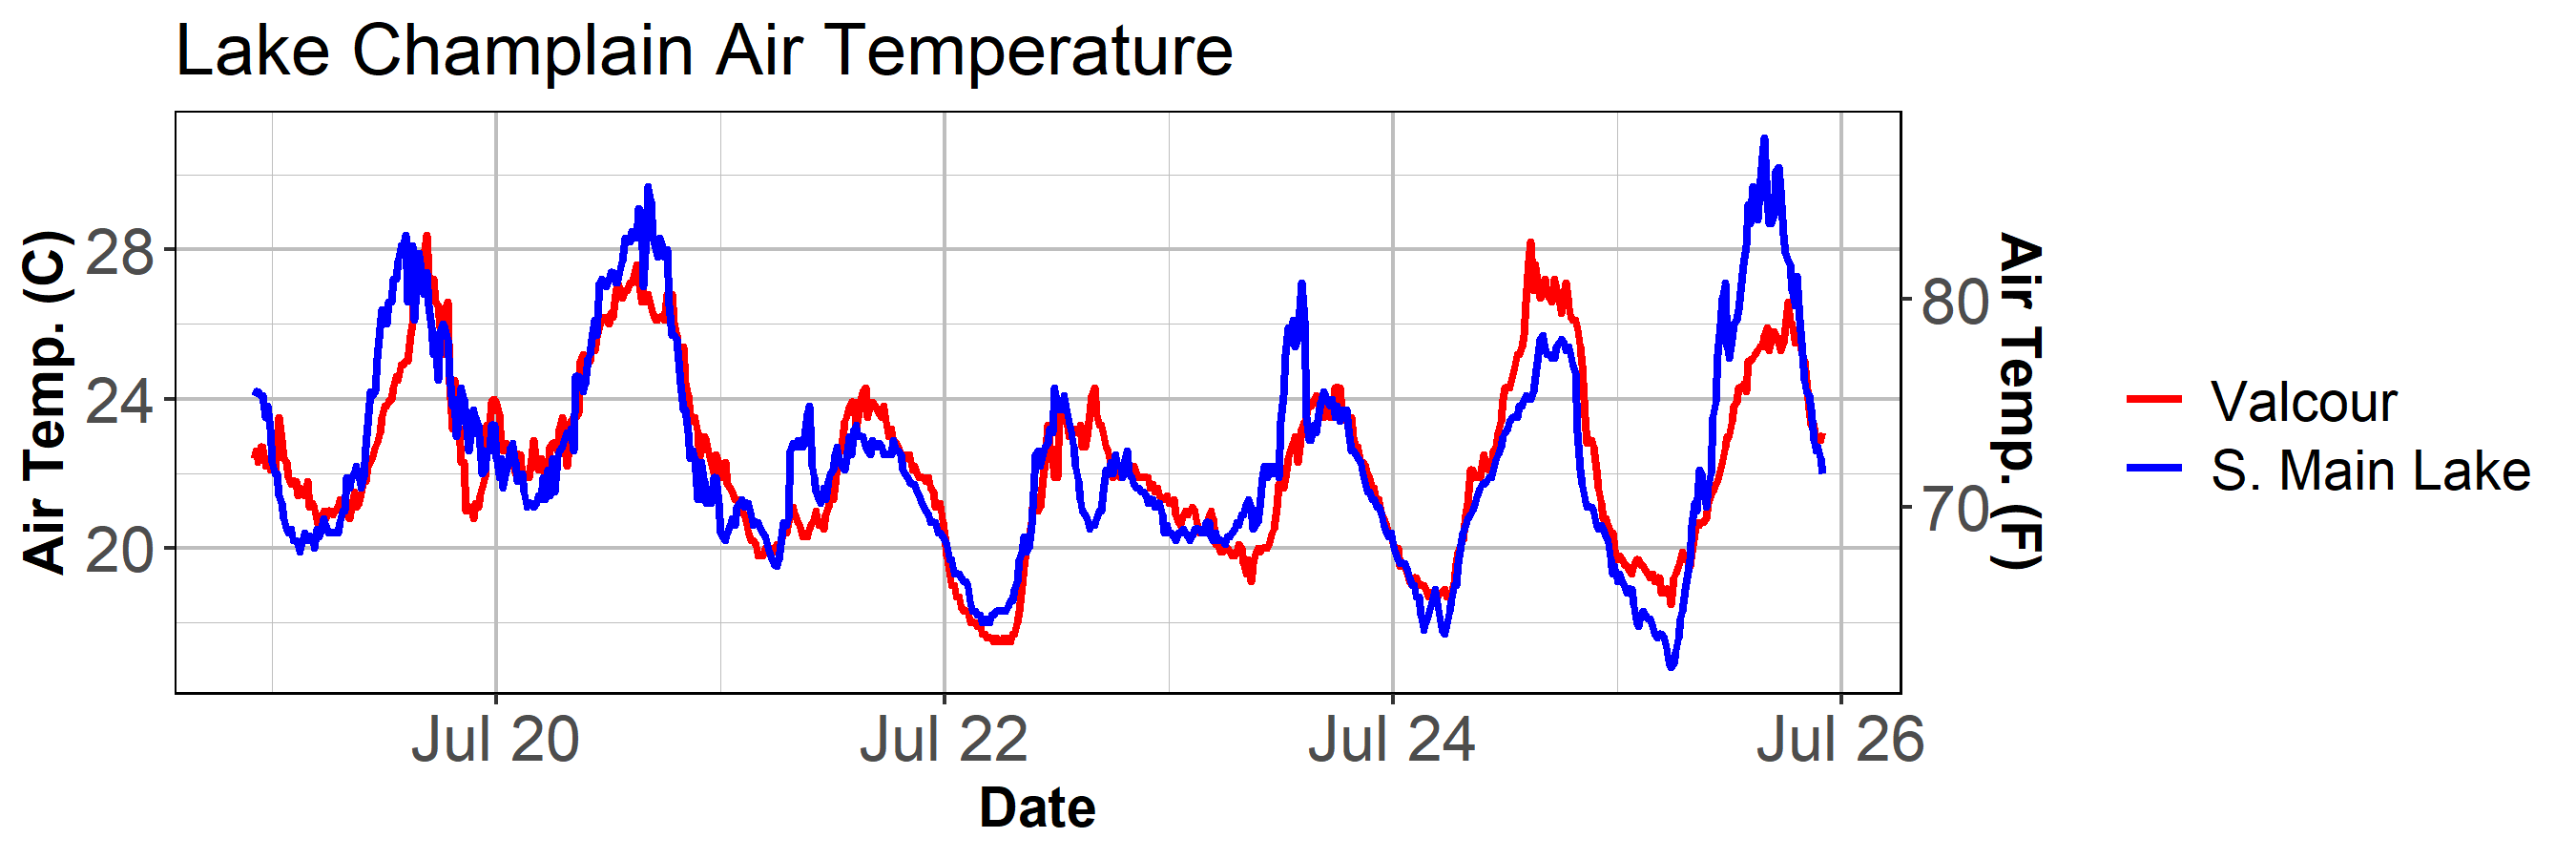 Lake Champlain Air Temperature
Air Temp. (C)
28
24
20
Jul 20
Jul 22
Jul 24
Jul 26
Date
80
70
Air Temp. (F)
Valcour
S. Main Lake